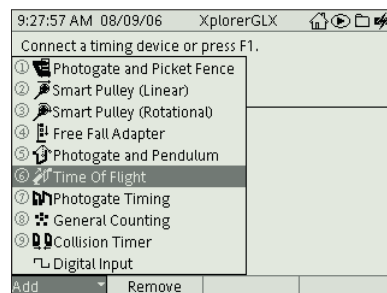 9:27:57 AM 08/09/06 XplorerGLX
Connect a timing device or press F1.
① Photogate and Picket Fence
② Smart Pulley (Linear)
③ Smart Pulley (Rotational)
④ Free Fall Adapter
⑤ Photogate and Pendulum
⑥ Time Of Flight
⑦ Photogate Timing
⑧ General Counting
⑨ Collision Timer
Digital Input
Add Remove